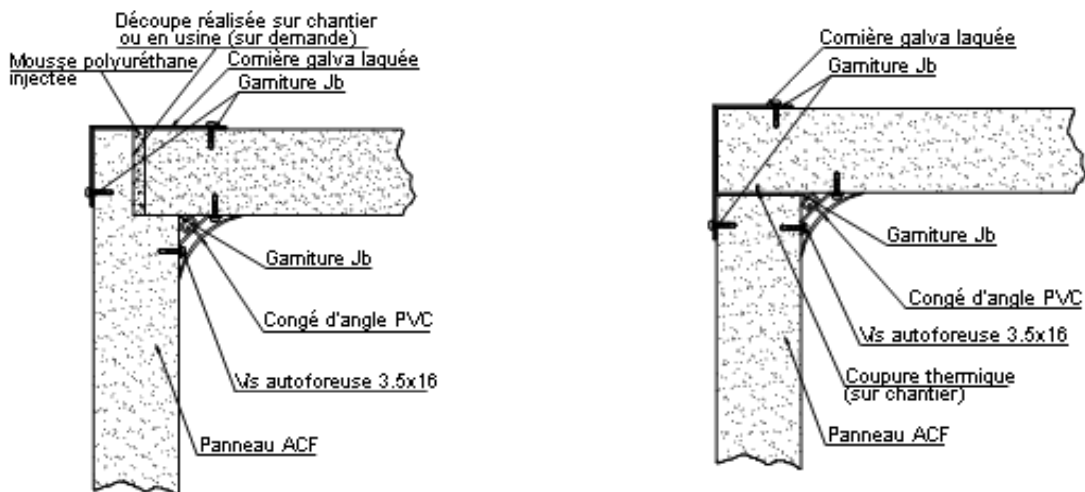 Découpe réalisée sur chantier
ou en usine (sur demande)
Mousse polyuréthane
injectée
Cornière galva laquée
Garniture Jb
Garniture Jb
Congé d'angle PVC
Vis autoforeuse 3.5x16
Panneau ACF
Cornière galva laquée
Garniture Jb
Garniture Jb
Congé d'angle PVC
Vis autoforeuse 3.5x16
Coupure thermique
(sur chantier)
Panneau ACF